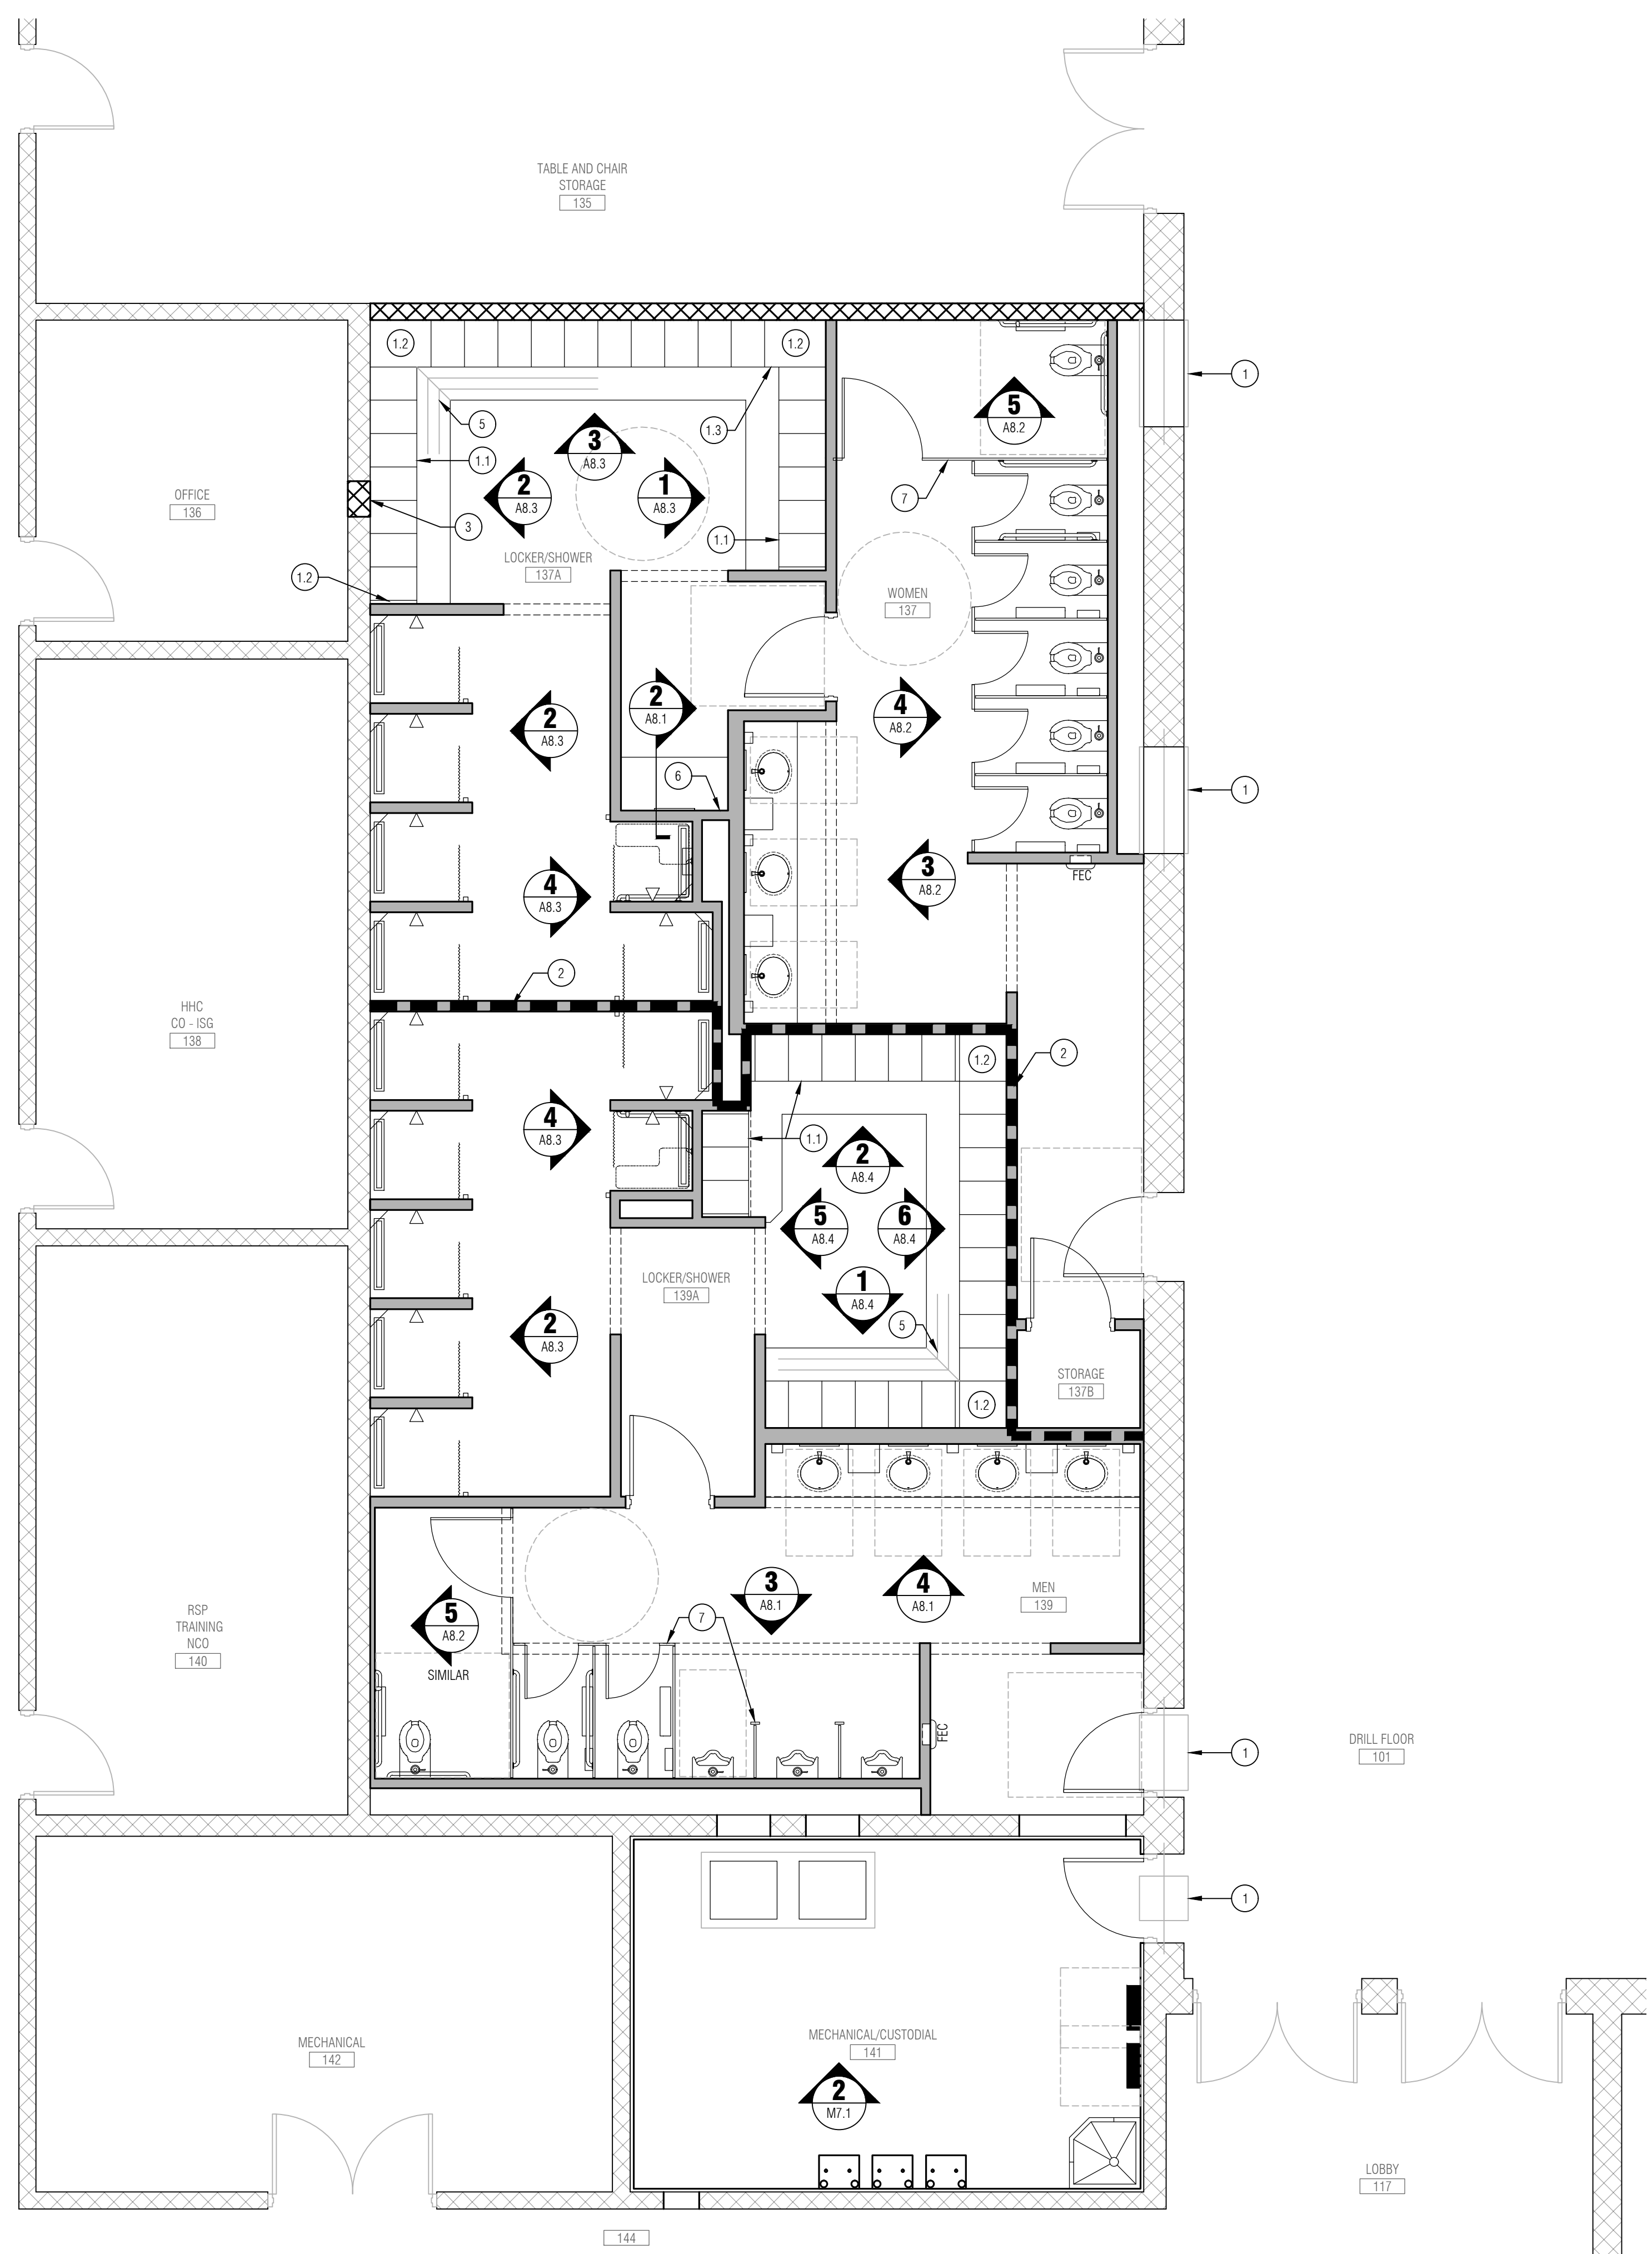 TABLE AND CHAIR
STORAGE
135
1.2
1.2
1
5
A8.2
5
1.3
3
A8.3
1.1
2
A8.3
1
A8.3
7
OFFICE
136
3
1.1
LOCKER/SHOWER
137A
1.2
WOMEN
137
2
A8.1
4
A8.2
2
A8.3
6
1
4
A8.3
3
A8.2
FEC
2
HHC
CO - ISG
138
1.2
2
4
A8.3
1.1
2
A8.4
5
A8.4
6
A8.4
LOCKER/SHOWER
139A
1
A8.4
5
2
A8.3
STORAGE
137B
1.2
3
A8.1
4
A8.1
MEN
139
RSP
TRAINING
NCO
140
5
A8.2
SIMILAR
7
FEC
1
DRILL FLOOR
101
1
MECHANICAL
142
MECHANICAL/CUSTODIAL
141
2
M7.1
LOBBY
117
144